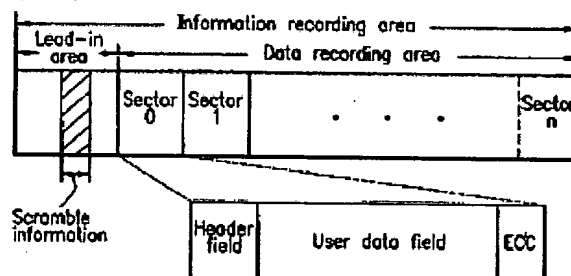 Information recording area
Lead-in
area
Data recording area
Sector
0
Sector
1
. . .
Sector
n
Scramble
information
Header
field
User data field
ECC